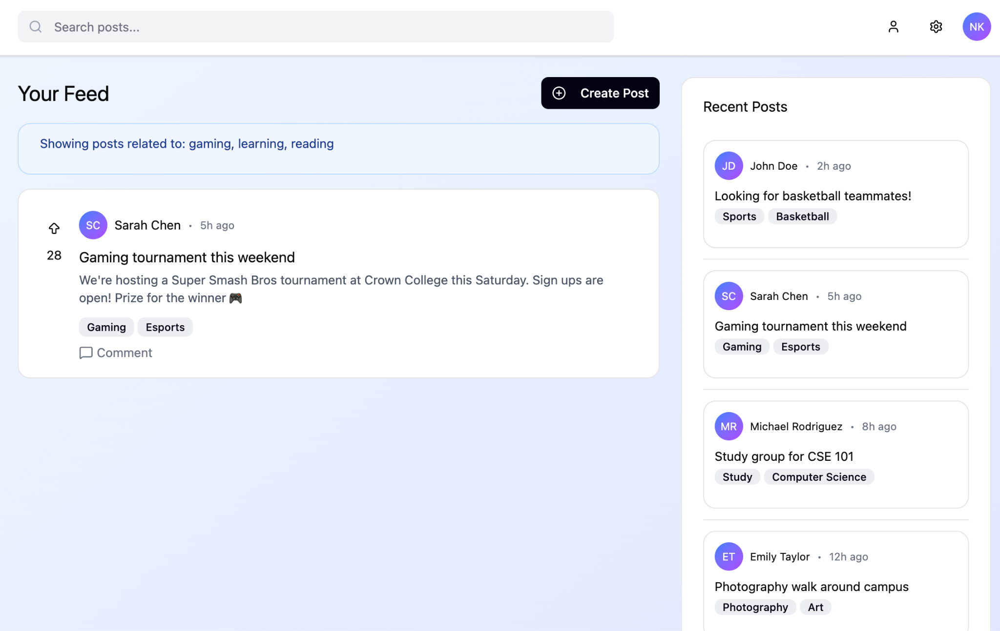 Search posts...
NK
Your Feed
Create Post
Showing posts related to: gaming, learning, reading
SC Sarah Chen • 5h ago
28
Gaming tournament this weekend
We're hosting a Super Smash Bros tournament at Crown College this Saturday. Sign ups are
open! Prize for the winner 🎮
Gaming Esports
Comment
Recent Posts
JD John Doe • 2h ago
Looking for basketball teammates!
Sports Basketball
SC Sarah Chen • 5h ago
Gaming tournament this weekend
Gaming Esports
MR Michael Rodriguez • 8h ago
Study group for CSE 101
Study Computer Science
ET Emily Taylor • 12h ago
Photography walk around campus
Photography Art